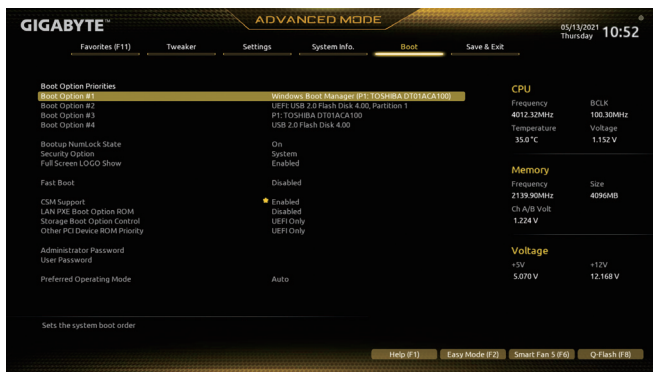 GIGABYTE™
ADVANCED MODE
05/13/2021
Thursday
10:52
Favorites (F11) Tweaker Settings System Info. Boot Save & Exit
Boot Option Priorities
Boot Option #1 Windows Boot Manager (P1: TOSHIBA DT01ACA100)
Boot Option #2 UEFI: USB 2.0 Flash Disk 4.00, Partition 1
Boot Option #3 P1: TOSHIBA DT01ACA100
Boot Option #4 USB 2.0 Flash Disk 4.00
Bootup NumLock State On
Security Option System
Full Screen LOGO Show Enabled
Fast Boot Disabled
CSM Support Enabled
LAN PXE Boot Option ROM Disabled
Storage Boot Option Control UEFI Only
Other PCI Device ROM Priority UEFI Only
Administrator Password
User Password
Preferred Operating Mode Auto
CPU
Frequency BCLK
4012.32MHz 100.30MHz
Temperature Voltage
35.0 °C 1.152 V
Memory
Frequency Size
2139.90MHz 4096MB
Ch A/B Volt
1.224 V
Voltage
+5V +12V
5.070 V 12.168 V
Sets the system boot order
Help (F1) Easy Mode (F2) Smart Fan 5 (F6) Q-Flash (F8)